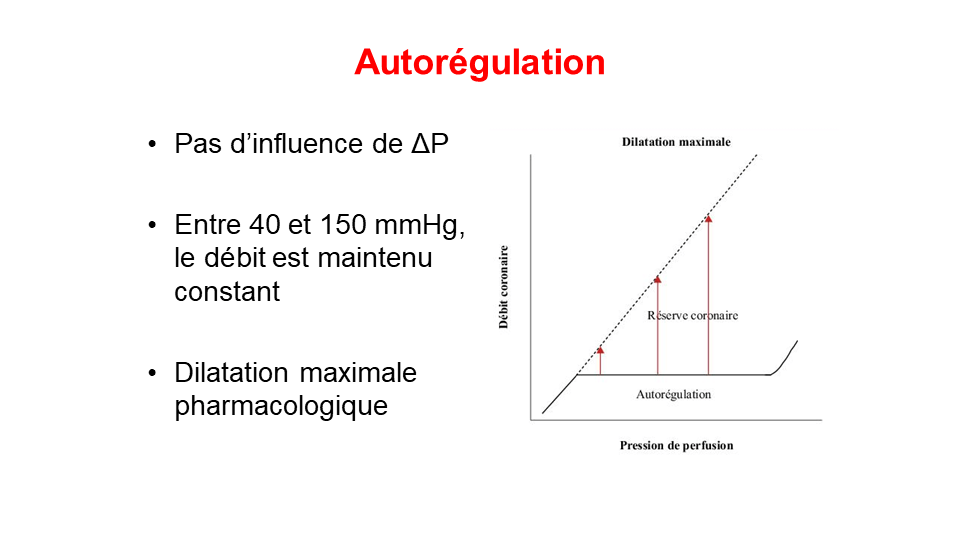 Autorégulation
• Pas d’influence de ΔP
• Entre 40 et 150 mmHg,
le débit est maintenu
constant
• Dilatation maximale
pharmacologique
Dilatation maximale
Débit coronaire
Réserve coronaire
Autorégulation
Pression de perfusion